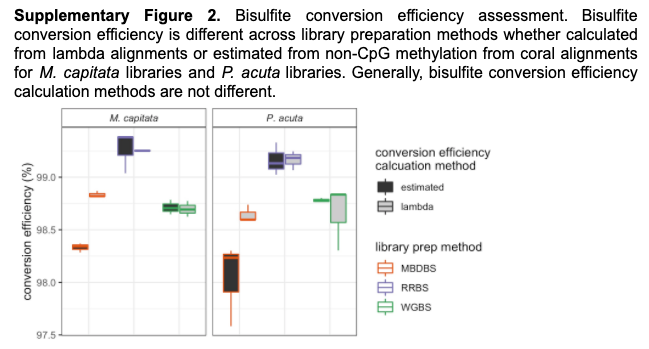 Supplementary Figure 2. Bisulfite conversion efficiency assessment. Bisulfite
conversion efficiency is different across library preparation methods whether calculated
from lambda alignments or estimated from non-CpG methylation from coral alignments
for M. capitata libraries and P. acuta libraries. Generally, bisulfite conversion efficiency
calculation methods are not different.
M. capitata
P. acuta
conversion efficiency (%)
99.0
98.5
98.0
97.5
conversion efficiency
calcuation method
estimated
lambda
library prep method
MBDBS
RRBS
WGBS